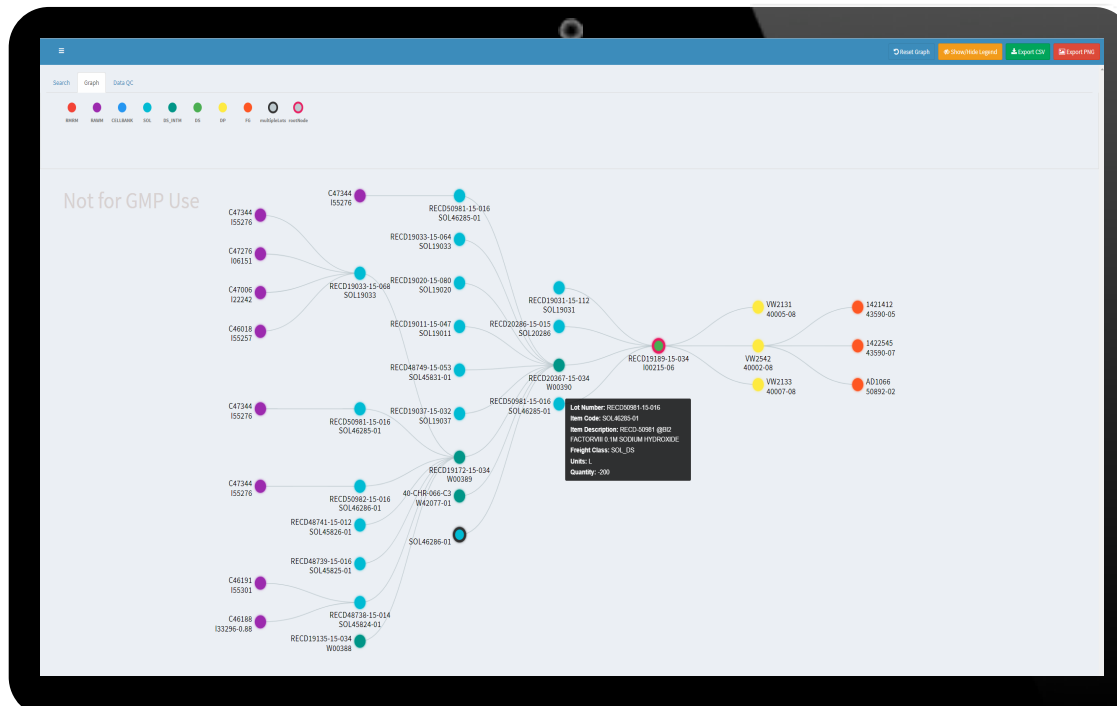 Reset Graph
Show/Hide Legend
Export CSV
Export PNG
Search
Graph
Data QC
RMRM
RAWM
CELLBANK
SOL
DS_INTM
DS
DP
FG
multipleLots
rootNode
Not for GMP Use
C47344
I55276
RECD50981-15-016
SOL46285-01
C47344
I55276
RECD19033-15-064
SOL19033
C47276
I06151
RECD19033-15-068
SOL19033
RECD19020-15-080
SOL19020
C47006
I22242
RECD19031-15-112
SOL19031
VW2131
40005-08
1421412
43590-05
C46018
I55257
RECD19011-15-047
SOL19011
RECD20286-15-015
SOL20286
RECD19189-15-034
I00215-06
VW2542
40002-08
1422545
43590-07
RECD48749-15-053
SOL45831-01
RECD20367-15-034
W00390
VW2133
40007-08
AD1066
50892-02
C47344
I55276
RECD50981-15-016
SOL46285-01
RECD19037-15-032
SOL19037
RECD50981-15-016
SOL46285-01
Lot Number: RECD50981-15-016
Item Code: SOL46285-01
Item Description: RECD-50981 @BI2
FACTORVIII 0.1M SODIUM HYDROXIDE
Freight Class: SOL_DS
Units: L
Quantity: -200
RECD19172-15-034
W00389
C47344
I55276
RECD50982-15-016
SOL46286-01
40-CHR-066-C3
W42077-01
RECD48741-15-012
SOL45826-01
SOL46286-01
RECD48739-15-016
SOL45825-01
C46191
I55301
RECD48738-15-014
SOL45824-01
C46188
I33296-0.88
RECD19135-15-034
W00388